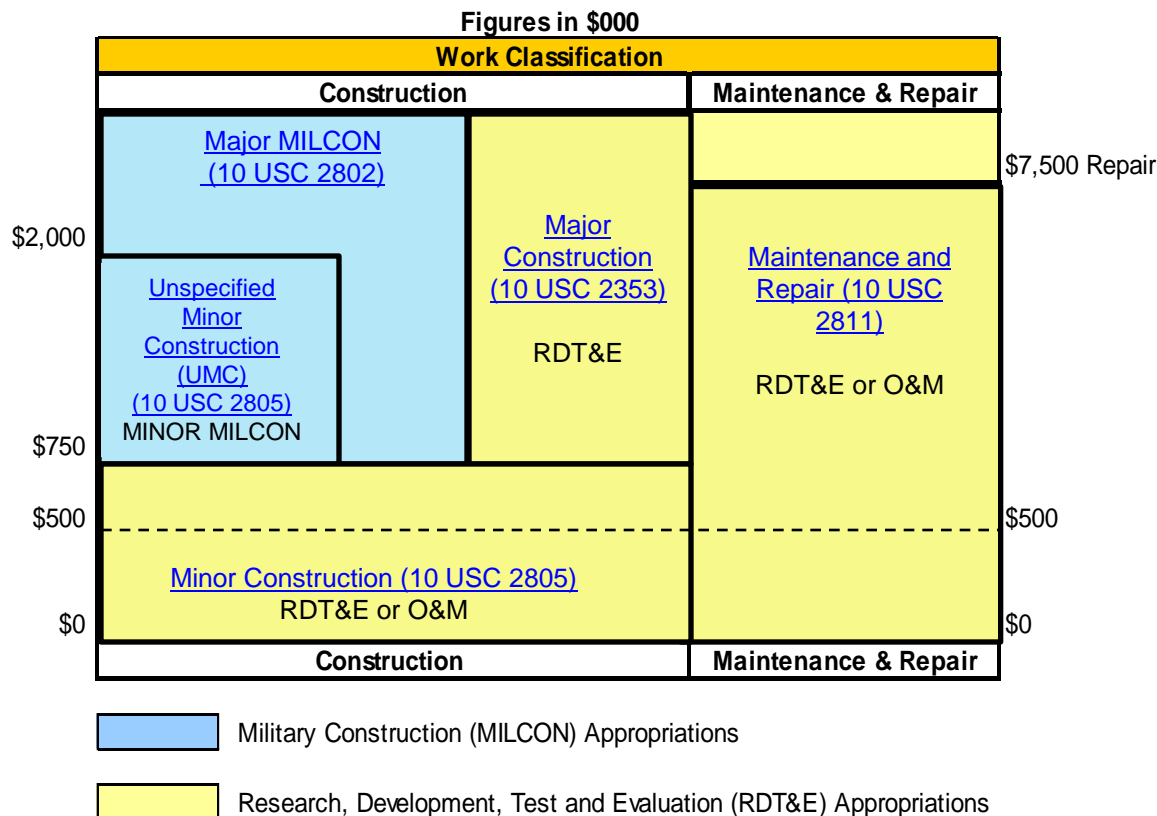 Figures in $000
Work Classification
Construction
Maintenance & Repair
Major MILCON
(10 USC 2802)
$7,500 Repair
$2,000
Major
Construction
(10 USC 2353)
RDT&E
Maintenance and
Repair (10 USC
2811)
RDT&E or O&M
Unspecified
Minor
Construction
(UMC)
(10 USC 2805)
MINOR MILCON
$750
$500
$500
Minor Construction (10 USC 2805)
RDT&E or O&M
$0
$0
Construction
Maintenance & Repair
Military Construction (MILCON) Appropriations
Research, Development, Test and Evaluation (RDT&E) Appropriations